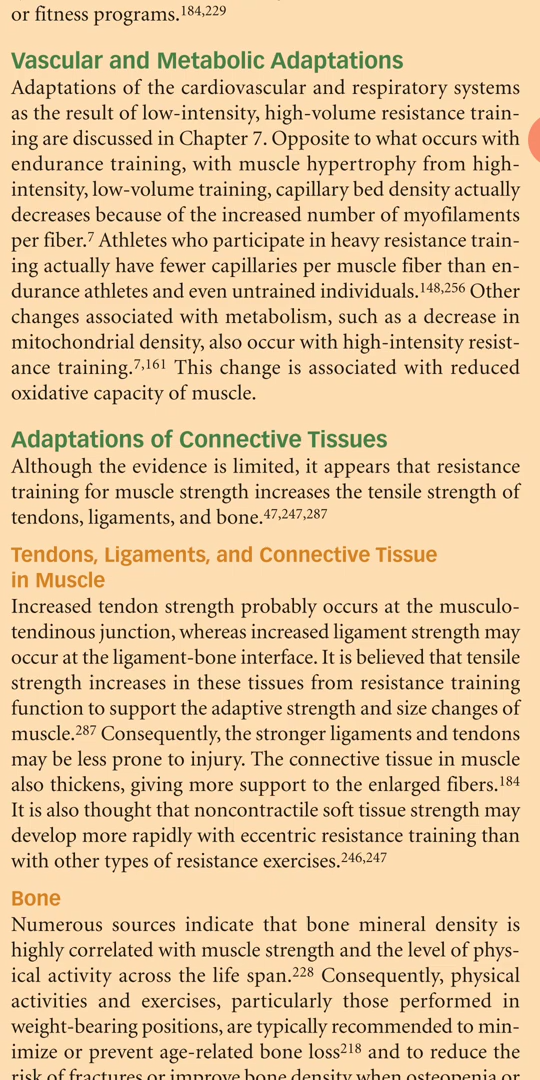 or fitness programs.184,229
Vascular and Metabolic Adaptations
Adaptations of the cardiovascular and respiratory systems
as the result of low-intensity, high-volume resistance train-
ing are discussed in Chapter 7. Opposite to what occurs with
endurance training, with muscle hypertrophy from high-
intensity, low-volume training, capillary bed density actually
decreases because of the increased number of myofilaments
per fiber.7 Athletes who participate in heavy resistance train-
ing actually have fewer capillaries per muscle fiber than en-
durance athletes and even untrained individuals.148,256 Other
changes associated with metabolism, such as a decrease in
mitochondrial density, also occur with high-intensity resist-
ance training.7,161 This change is associated with reduced
oxidative capacity of muscle.
Adaptations of Connective Tissues
Although the evidence is limited, it appears that resistance
training for muscle strength increases the tensile strength of
tendons, ligaments, and bone.47,247,287
Tendons, Ligaments, and Connective Tissue
in Muscle
Increased tendon strength probably occurs at the musculo-
tendinous junction, whereas increased ligament strength may
occur at the ligament-bone interface. It is believed that tensile
strength increases in these tissues from resistance training
function to support the adaptive strength and size changes of
muscle.287 Consequently, the stronger ligaments and tendons
may be less prone to injury. The connective tissue in muscle
also thickens, giving more support to the enlarged fibers.184
It is also thought that noncontractile soft tissue strength may
develop more rapidly with eccentric resistance training than
with other types of resistance exercises.246,247
Bone
Numerous sources indicate that bone mineral density is
highly correlated with muscle strength and the level of phys-
ical activity across the life span.228 Consequently, physical
activities and exercises, particularly those performed in
weight-bearing positions, are typically recommended to min-
imize or prevent age-related bone loss218 and to reduce the
risk of fractures or improve bone density when osteopenia or